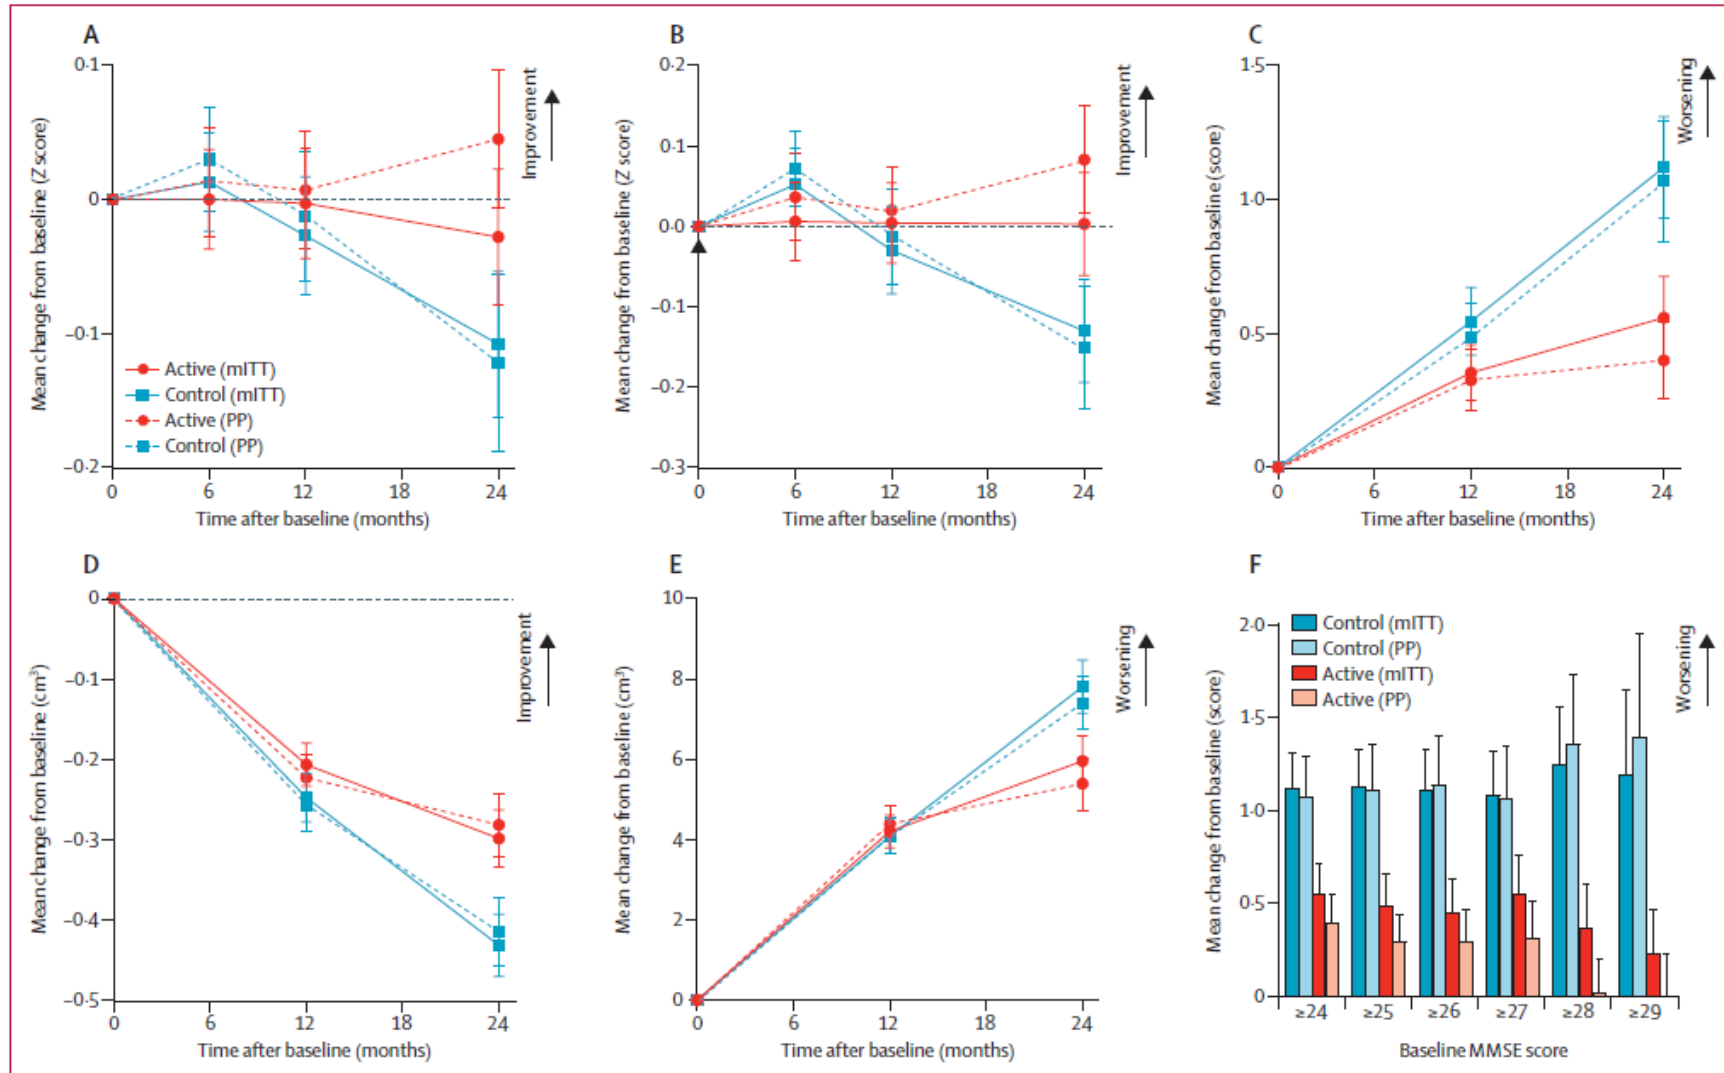 A
0·1
0
–0·1
–0·2
Mean change from baseline (Z score)
Improvement
Active (mITT)
Control (mITT)
Active (PP)
Control (PP)
0 6 12 18 24
Time after baseline (months)
B
0·2
0·1
0·0
–0·1
–0·2
–0·3
Mean change from baseline (Z score)
Improvement
0 6 12 18 24
Time after baseline (months)
C
1·5
1·0
0·5
0
Mean change from baseline (score)
Worsening
0 6 12 18 24
Time after baseline (months)
D
0
–0·1
–0·2
–0·3
–0·4
–0·5
Mean change from baseline (cm³)
Improvement
0 6 12 18 24
Time after baseline (months)
E
10
8
6
4
2
0
Mean change from baseline (cm³)
Worsening
0 6 12 18 24
Time after baseline (months)
F
2·0
1·5
1·0
0·5
0
Mean change from baseline (score)
Control (mITT)
Control (PP)
Active (mITT)
Active (PP)
Worsening
≥24 ≥25 ≥26 ≥27 ≥28 ≥29
Baseline MMSE score